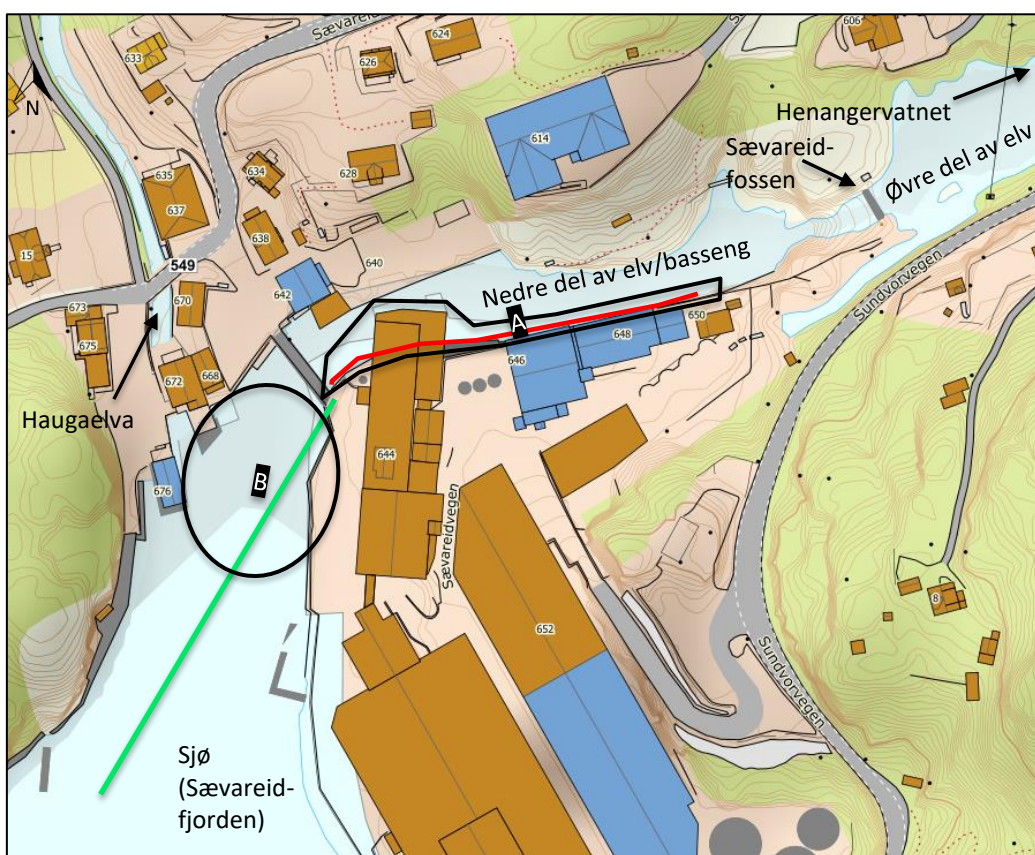 Sævareidvegen
624
606
633
626
N
Henangervatnet
614
Sævareid-
fossen
Øvre del av elv
635
634
628
637
638
15
549
640
Sundvorvegen
642
Nedre del av elv/basseng
670
673
A
650
648
675
646
672
668
Haugaelva
644
B
676
Sævareidvegen
8
652
Sundvorvegen
Sjø
(Sævareid-
fjorden)